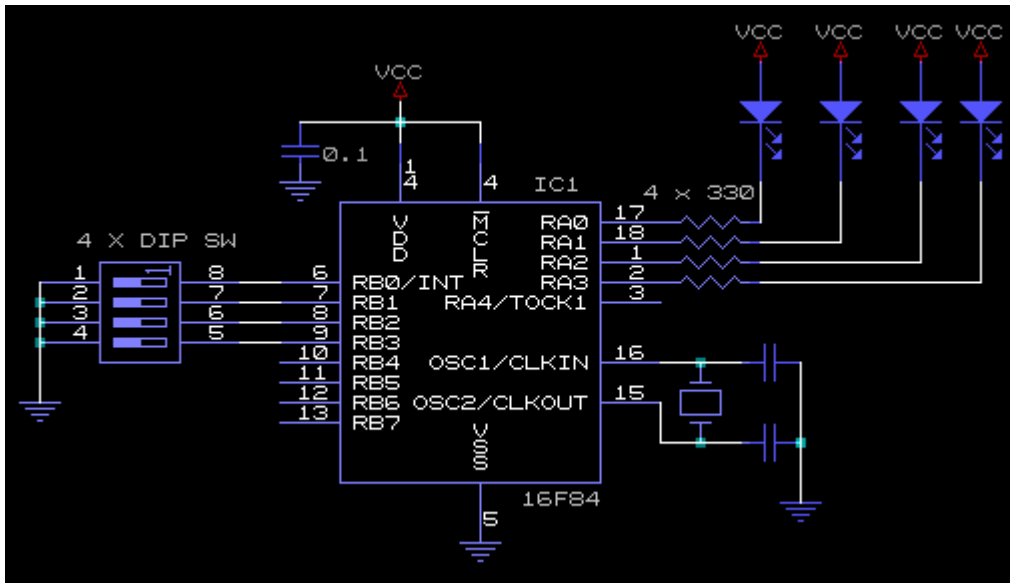 VCC VCC VCC VCC
VCC
0.1
14
4
IC1
4 x 330
VDD
MCLR
RA0 17
RA1 18
RA2 1
RA3 2
RA4/TOCK1 3
4 X DIP SW
1 8 6 RB0/INT
2 7 7 RB1
3 6 8 RB2
4 5 9 RB3
10 RB4
11 RB5
12 RB6
13 RB7
OSC1/CLKIN 16
OSC2/CLKOUT 15
VSS
16F84
5
1